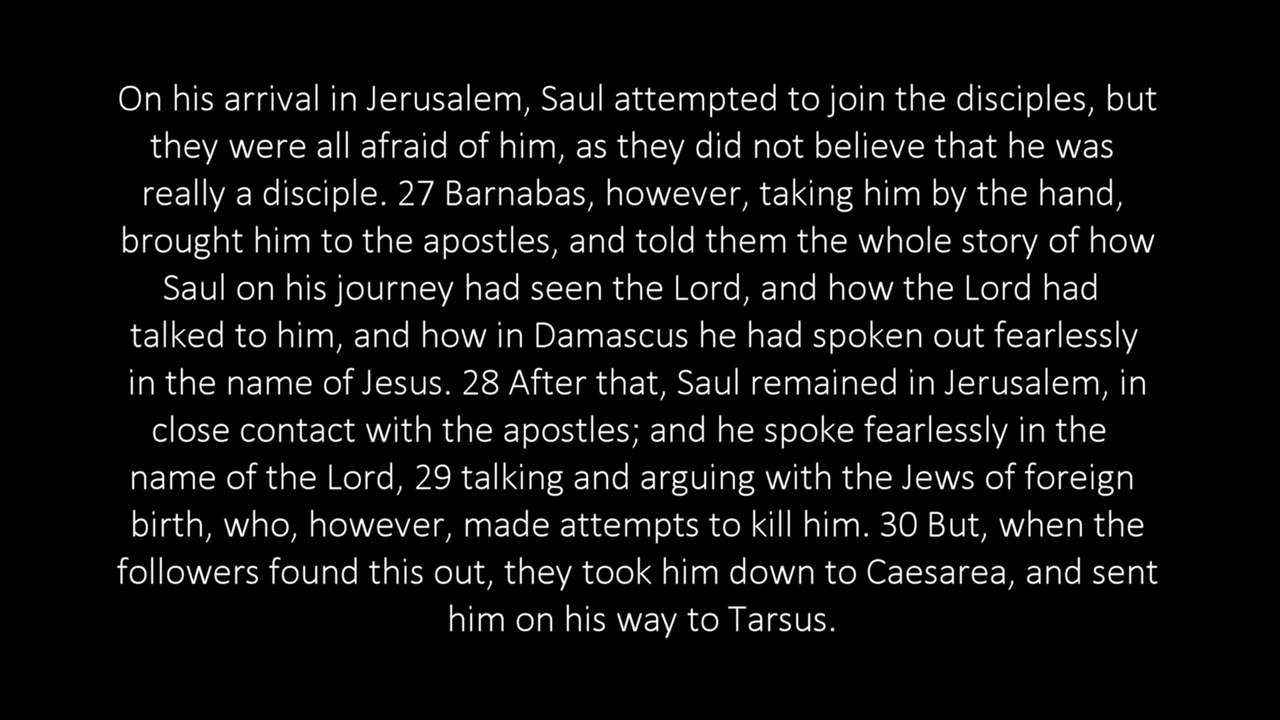 On his arrival in Jerusalem, Saul attempted to join the disciples, but
they were all afraid of him, as they did not believe that he was
really a disciple. 27 Barnabas, however, taking him by the hand,
brought him to the apostles, and told them the whole story of how
Saul on his journey had seen the Lord, and how the Lord had
talked to him, and how in Damascus he had spoken out fearlessly
in the name of Jesus. 28 After that, Saul remained in Jerusalem, in
close contact with the apostles; and he spoke fearlessly in the
name of the Lord, 29 talking and arguing with the Jews of foreign
birth, who, however, made attempts to kill him. 30 But, when the
followers found this out, they took him down to Caesarea, and sent
him on his way to Tarsus.